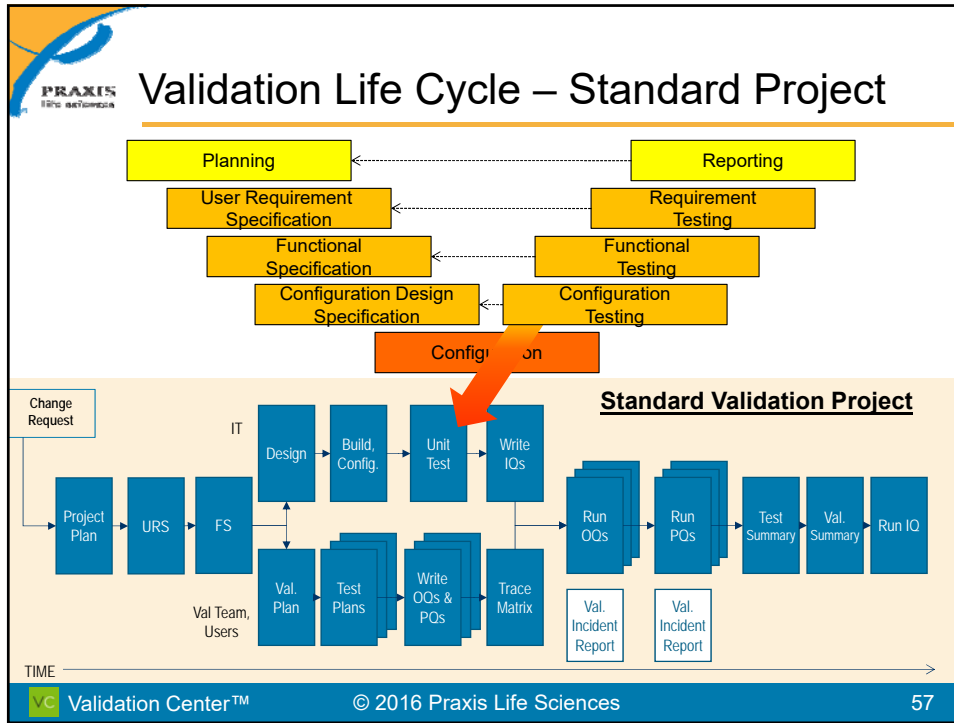 PRAXIS
life sciences
Validation Life Cycle – Standard Project
Planning
Reporting
User Requirement
Specification
Requirement
Testing
Functional
Specification
Functional
Testing
Configuration Design
Specification
Configuration
Testing
Standard Validation Project
Change
Request
IT
Design
Build,
Config.
Unit
Test
Write
IQs
Project
Plan
URS
FS
Run
OQs
Run
PQs
Test
Summary
Val.
Summary
Run IQ
Val Team,
Users
Val.
Plan
Test
Plans
Write
OQs &
PQs
Trace
Matrix
Val.
Incident
Report
Val.
Incident
Report
TIME
VC
Validation Center™
© 2016 Praxis Life Sciences
57